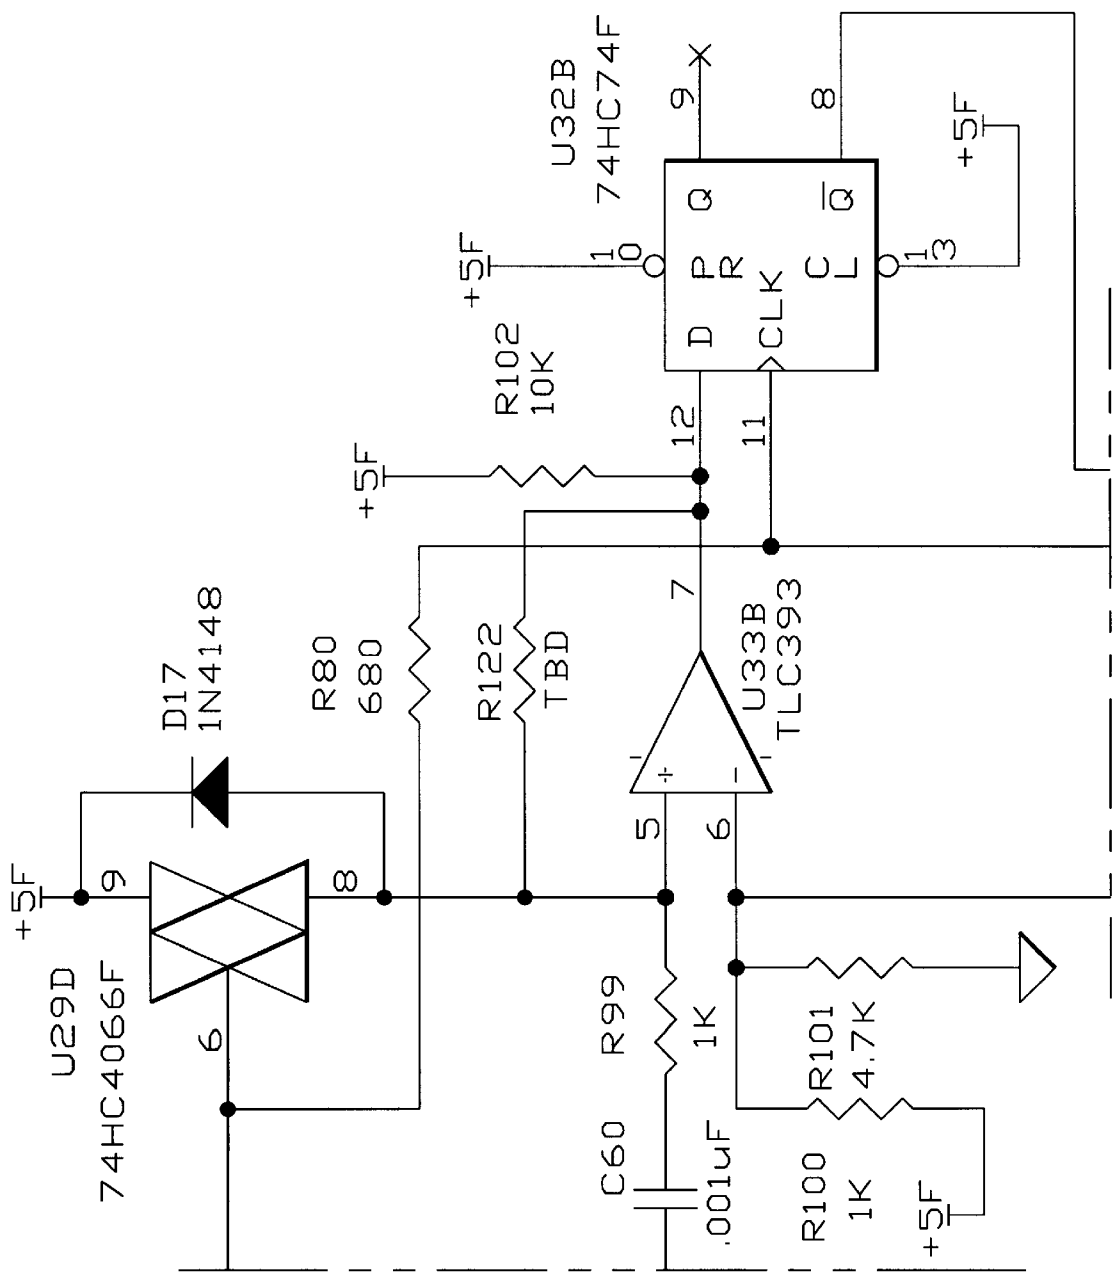 +5F
9
U29D
74HC4066F
6
8
D17
1N4148
R80
680
R122
TBD
+5F
R102
10K
+5F
U32B
74HC74F
9
8
+5F
1
0
1
3
D
P
R
Q
CLK
C
L
Q
12
11
7
U33B
TLC393
5
6
÷
−
R99
1K
C60
.001uF
R101
4.7K
R100
1K
+5F